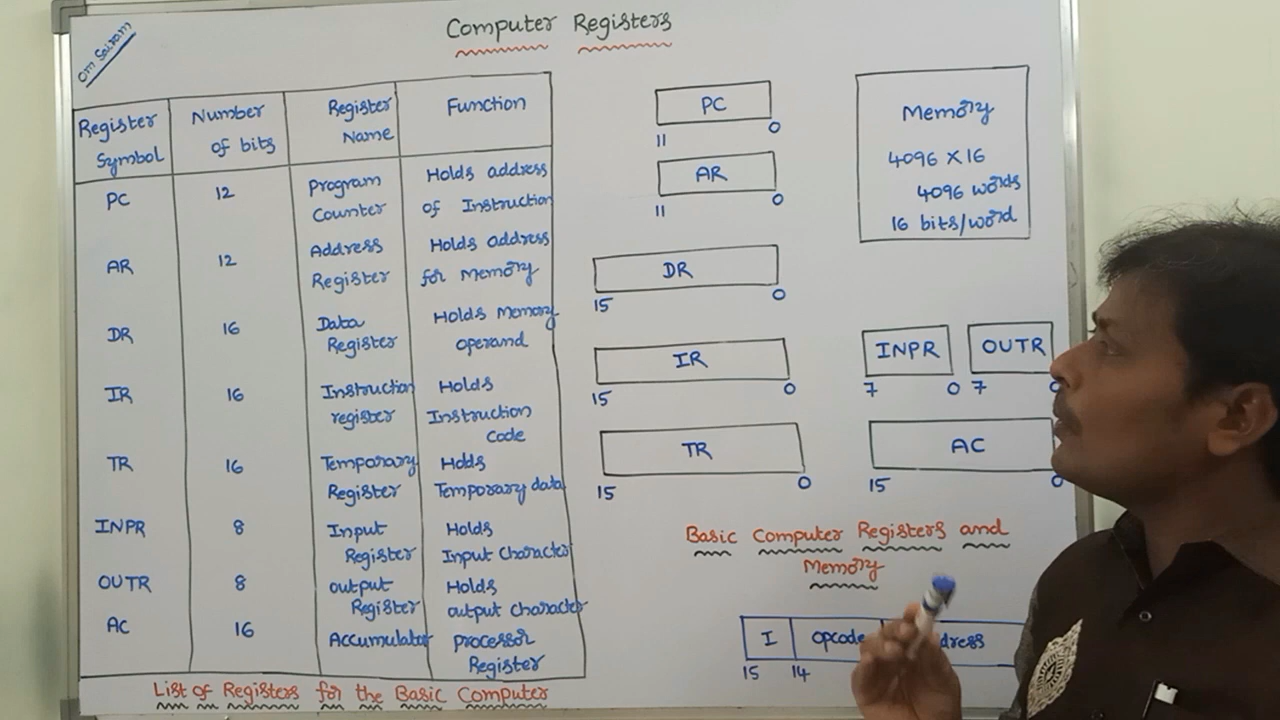 Om Sairam
Computer Registers
Register Symbol | Number of bits | Register Name | Function
PC | 12 | Program Counter | Holds address of Instruction
AR | 12 | Address Register | Holds address for Memory
DR | 16 | Data Register | Holds Memory operand
IR | 16 | Instruction register | Holds Instruction Code
TR | 16 | Temporary Register | Holds Temporary data
INPR | 8 | Input Register | Holds Input Character
OUTR | 8 | output Register | Holds output character
AC | 16 | Accumulator | processor Register
List of Registers for the Basic Computer
PC
11 0
AR
11 0
DR
15 0
IR
15 0
TR
15 0
Memory
4096 X 16
4096 words
16 bits/word
INPR OUTR
7 0 7 0
AC
15 0
Basic Computer Registers and
Memory
I opcode
15 14